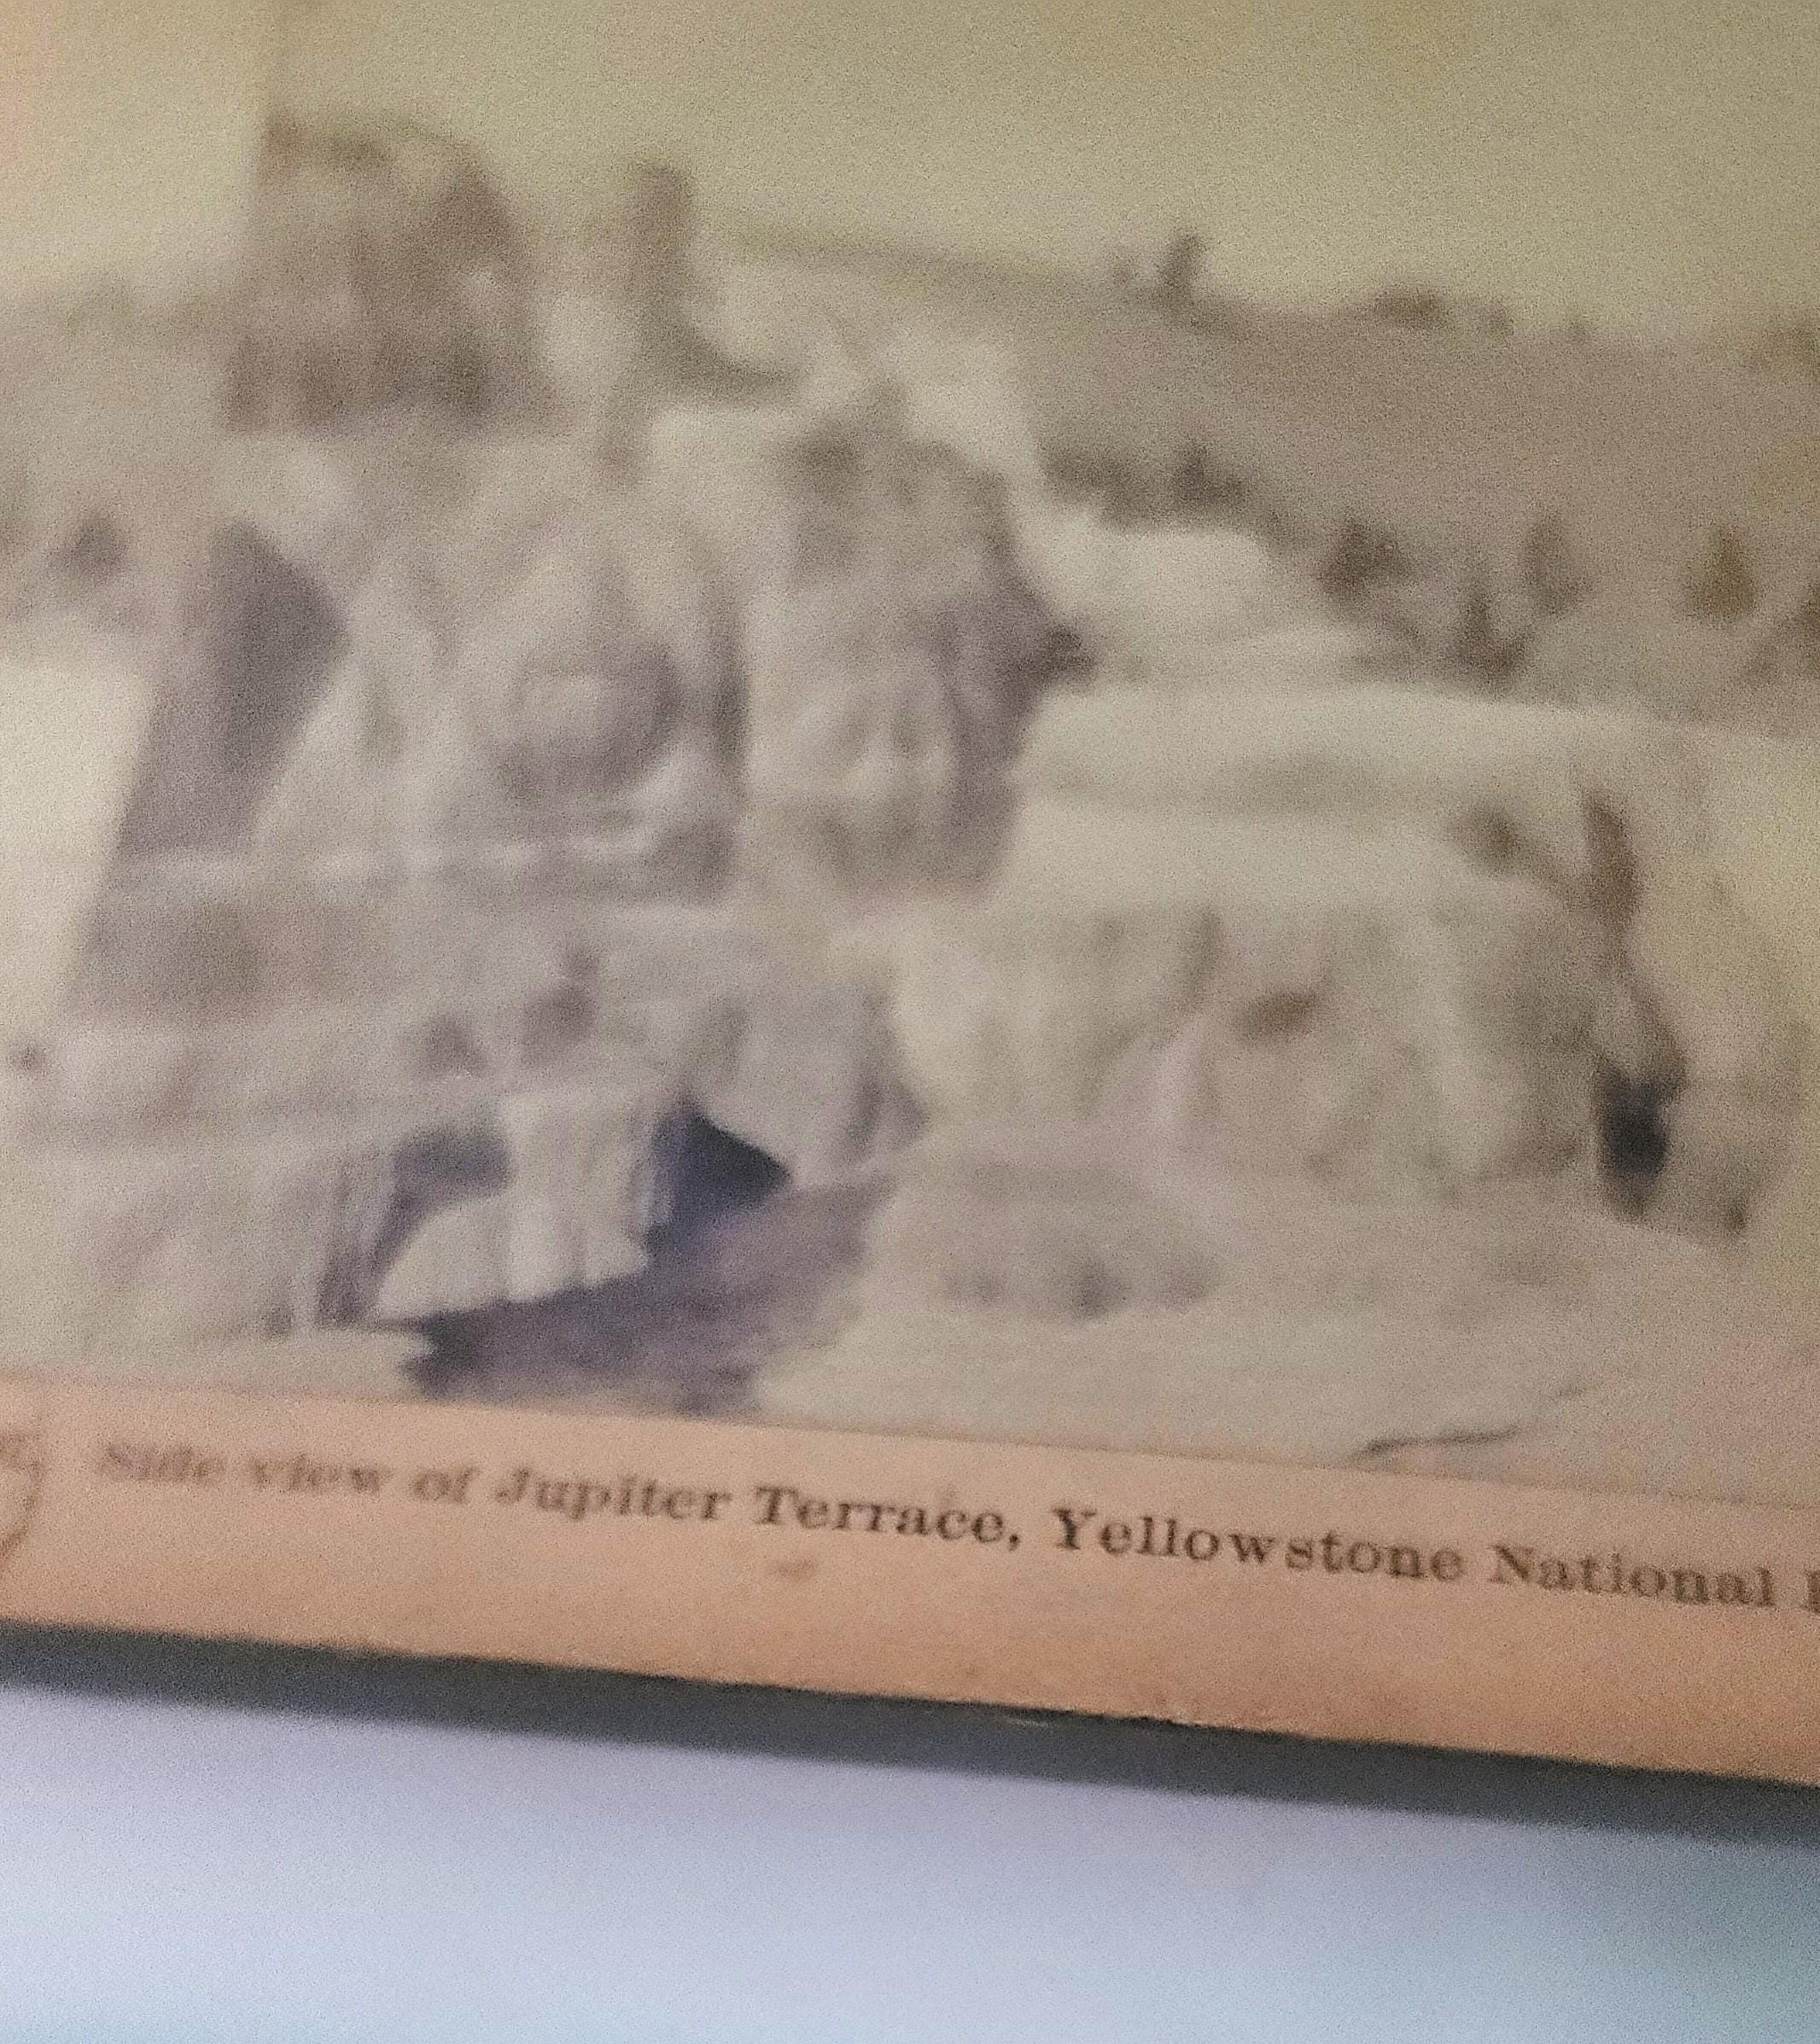 Side view of Jupiter Terrace, Yellowstone National